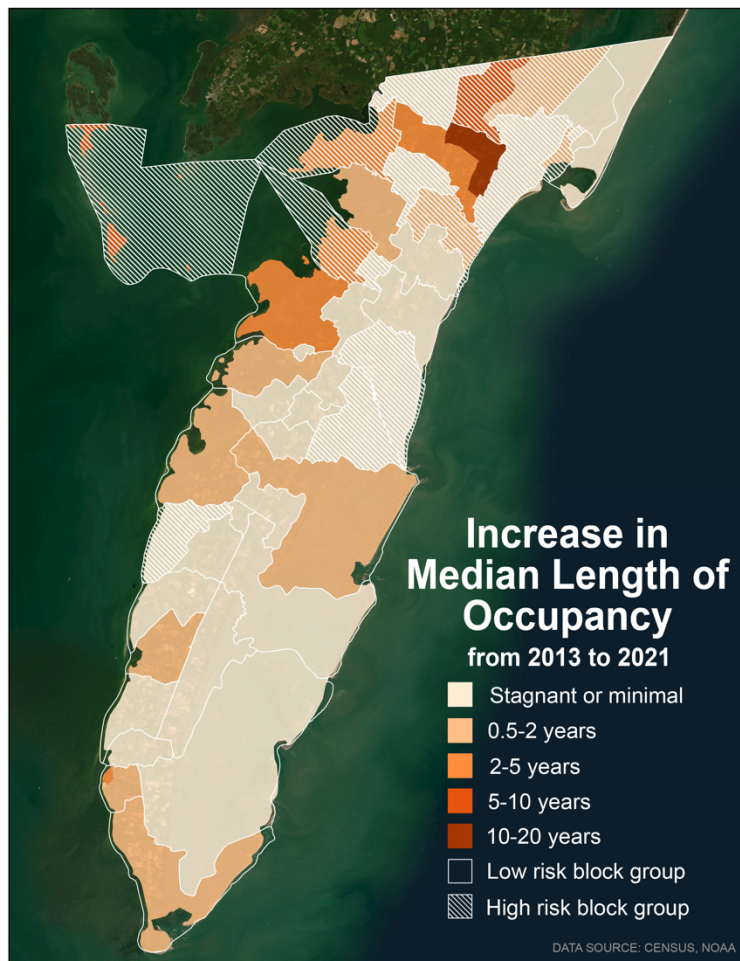 Increase in
Median Length of
Occupancy
from 2013 to 2021
Stagnant or minimal
0.5-2 years
2-5 years
5-10 years
10-20 years
Low risk block group
High risk block group
DATA SOURCE: CENSUS, NOAA